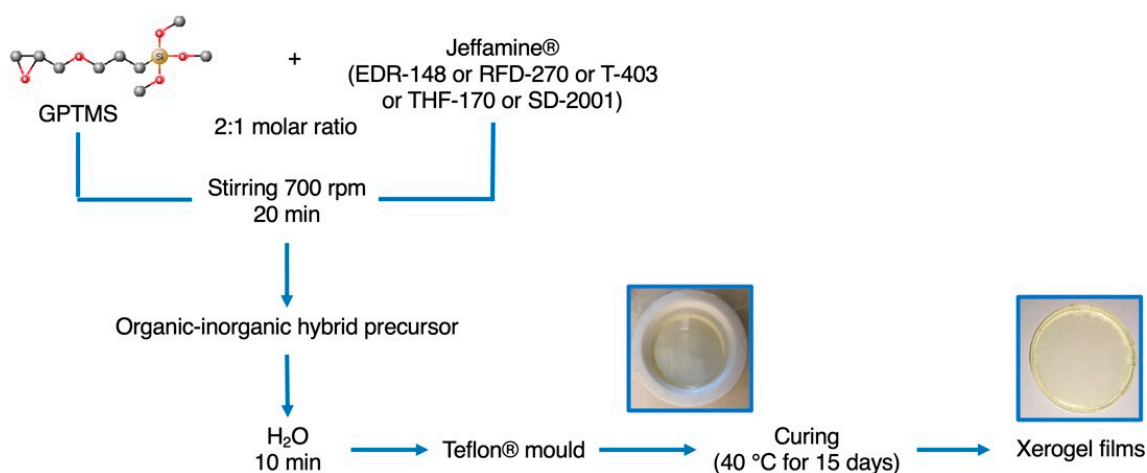 Si
GPTMS
+
Jeffamine®
(EDR-148 or RFD-270 or T-403
or THF-170 or SD-2001)
2:1 molar ratio
Stirring 700 rpm
20 min
Organic-inorganic hybrid precursor
H₂O
10 min
Teflon® mould
Curing
(40 °C for 15 days)
Xerogel films